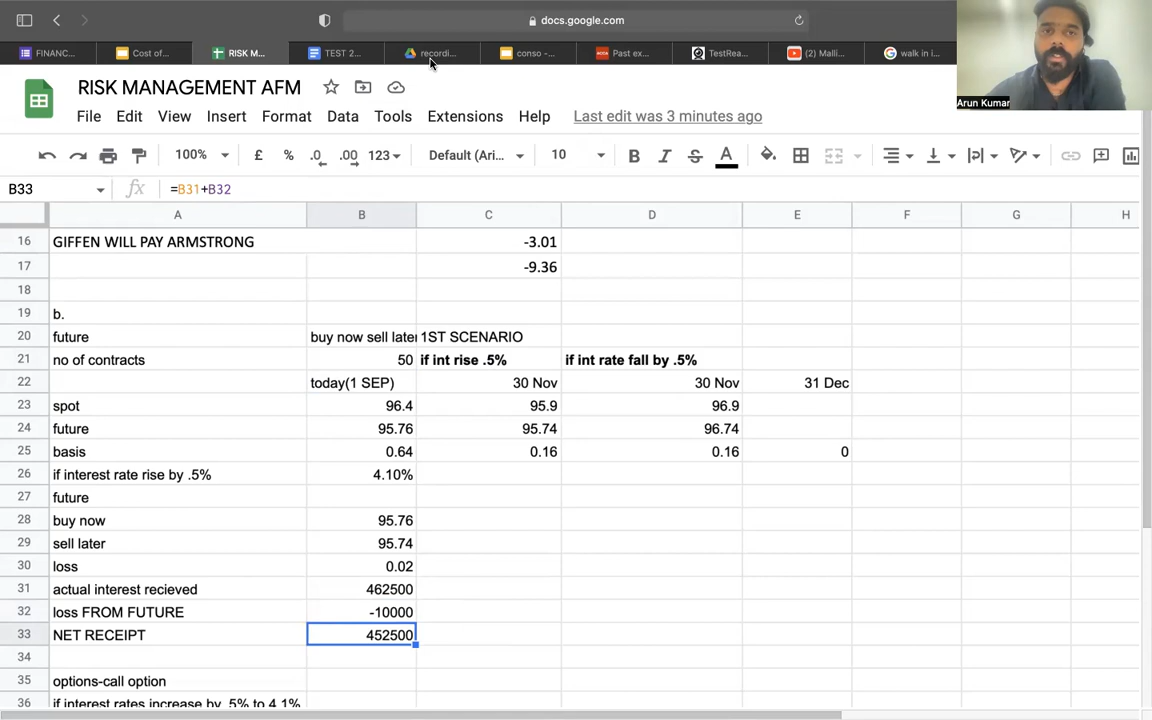 docs.google.com
FINANC...
Cost of...
RISK M...
TEST 2...
recordi...
conso -...
Past ex...
TestRea...
Malli...
walk in i...
Arun Kumar
RISK MANAGEMENT AFM
File Edit View Insert Format Data Tools Extensions Help Last edit was 3 minutes ago
100% £ % .0 .00 123 Default (Ari... 10 B I S A
B33 fx =B31+B32
A B C D E F G H
16 GIFFEN WILL PAY ARMSTRONG -3.01
17 -9.36
18
19 b.
20 future buy now sell later 1ST SCENARIO
21 no of contracts 50 if int rise .5% if int rate fall by .5%
22 today(1 SEP) 30 Nov 30 Nov 31 Dec
23 spot 96.4 95.9 96.9
24 future 95.76 95.74 96.74
25 basis 0.64 0.16 0.16 0
26 if interest rate rise by .5% 4.10%
27 future
28 buy now 95.76
29 sell later 95.74
30 loss 0.02
31 actual interest recieved 462500
32 loss FROM FUTURE -10000
33 NET RECEIPT 452500
34
35 options-call option
36 if interest rates increase by .5% to 4.1%